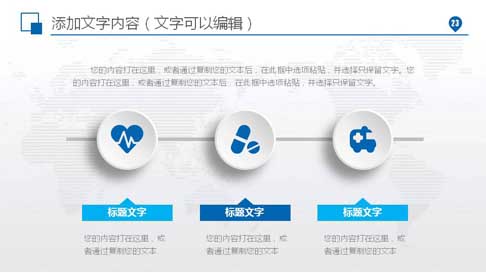 添加文字内容（文字可以编辑）
23
您的内容打在这里，或者通过复制您的文本后，在此框中选项粘贴，并选择只保留文字。您
的内容打在这里，或者通过复制您的文本后，在此框中选项粘贴，并选择只保留文字。
标题文字
标题文字
标题文字
您的内容打在这里，或
者通过复制您的文本
您的内容打在这里，或
者通过复制您的文本
您的内容打在这里，或
者通过复制您的文本